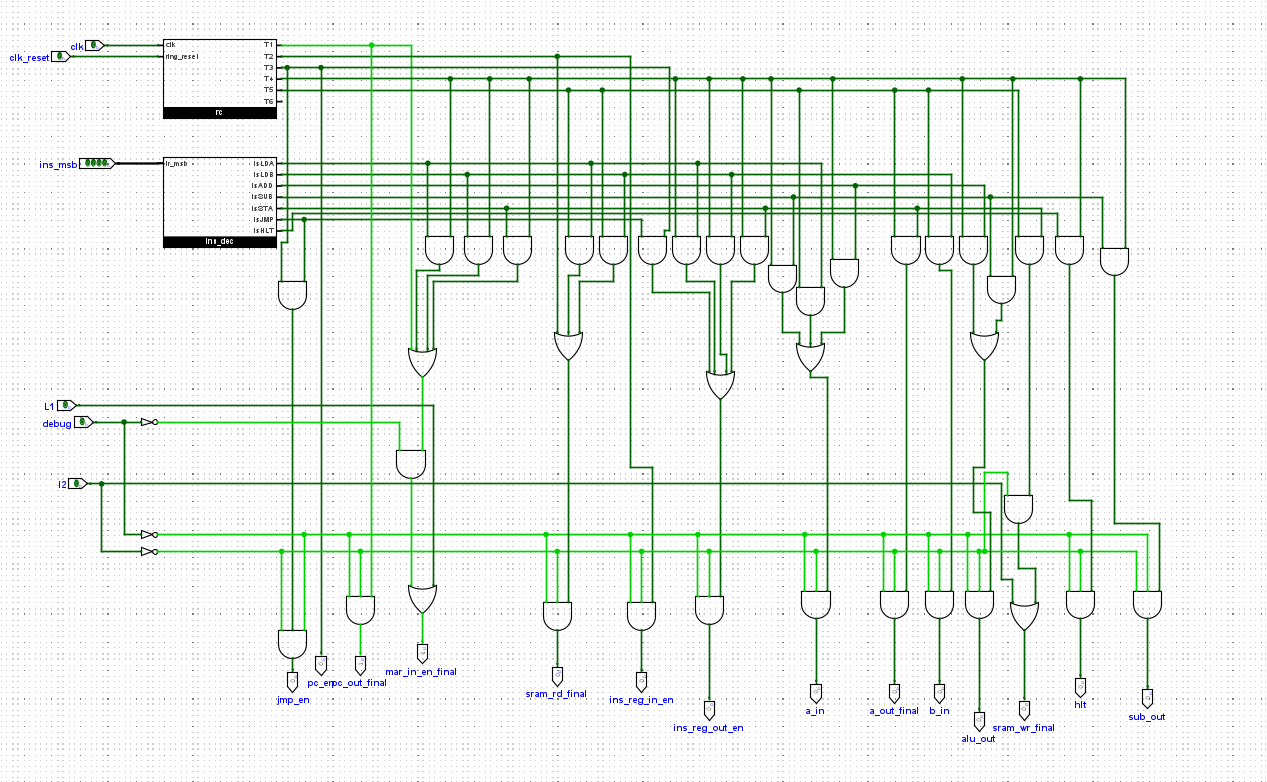 clk
clk_reset
clk
ring_reset
T1
T2
T3
T4
T5
T6
rc
ins_msb
ir_msb
isLDA
isLDB
isADD
isSUB
isSTA
isJMP
isHLT
ins_dec
L1
debug
l2
jmp_en
pc_en
pc_out_final
mar_in_en_final
sram_rd_final
ins_reg_in_en
ins_reg_out_en
a_in
a_out_final
b_in
alu_out
sram_wr_final
hlt
sub_out